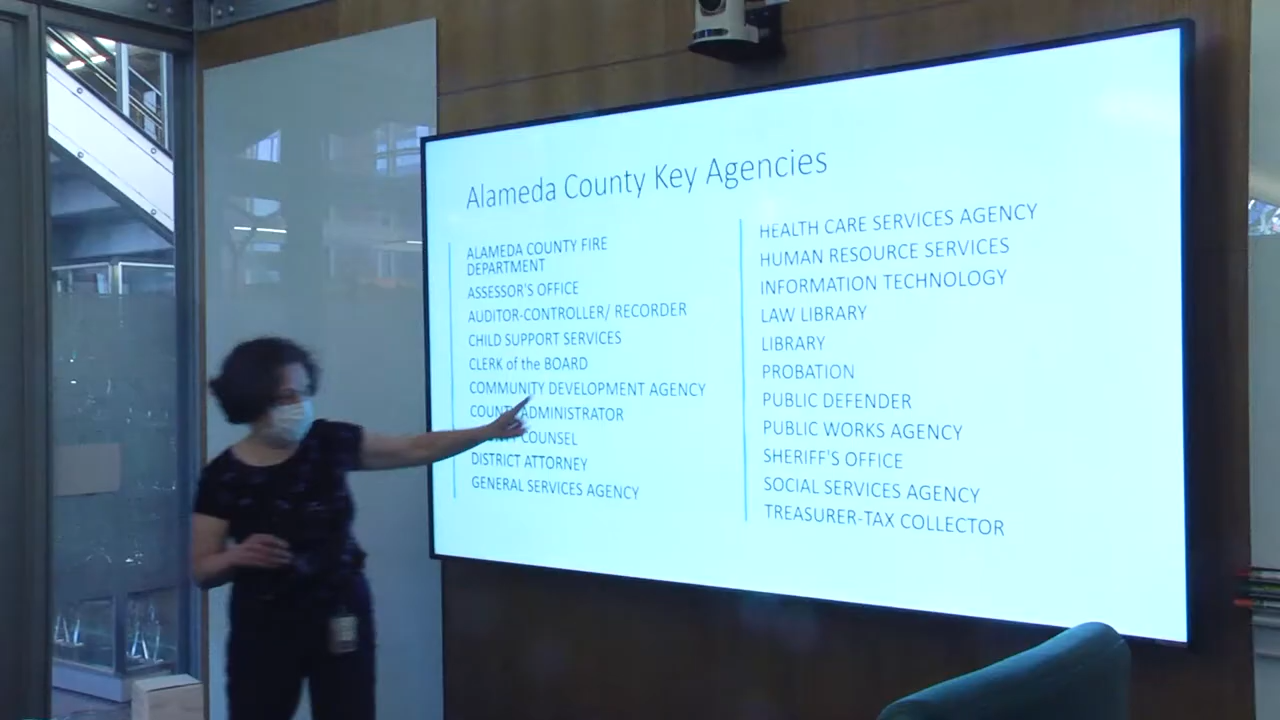 Alameda County Key Agencies
ALAMEDA COUNTY FIRE
DEPARTMENT
ASSESSOR'S OFFICE
AUDITOR-CONTROLLER/ RECORDER
CHILD SUPPORT SERVICES
CLERK of the BOARD
COMMUNITY DEVELOPMENT AGENCY
COUNTY ADMINISTRATOR
COUNTY COUNSEL
DISTRICT ATTORNEY
GENERAL SERVICES AGENCY
HEALTH CARE SERVICES AGENCY
HUMAN RESOURCE SERVICES
INFORMATION TECHNOLOGY
LAW LIBRARY
LIBRARY
PROBATION
PUBLIC DEFENDER
PUBLIC WORKS AGENCY
SHERIFF'S OFFICE
SOCIAL SERVICES AGENCY
TREASURER-TAX COLLECTOR